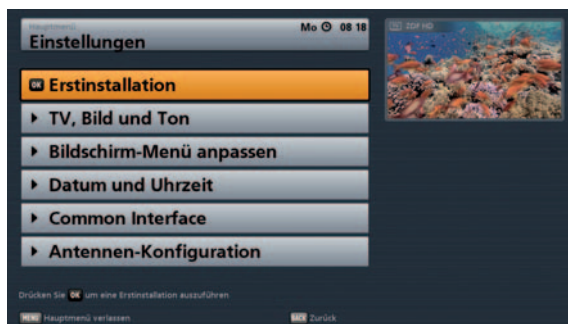 Hauptmenü
Einstellungen
Mo 08 18
TV ZDF HD
OK Erstinstallation
TV, Bild und Ton
Bildschirm-Menü anpassen
Datum und Uhrzeit
Common Interface
Antennen-Konfiguration
Drücken Sie OK um eine Erstinstallation auszuführen
MENU Hauptmenü verlassen
BACK Zurück